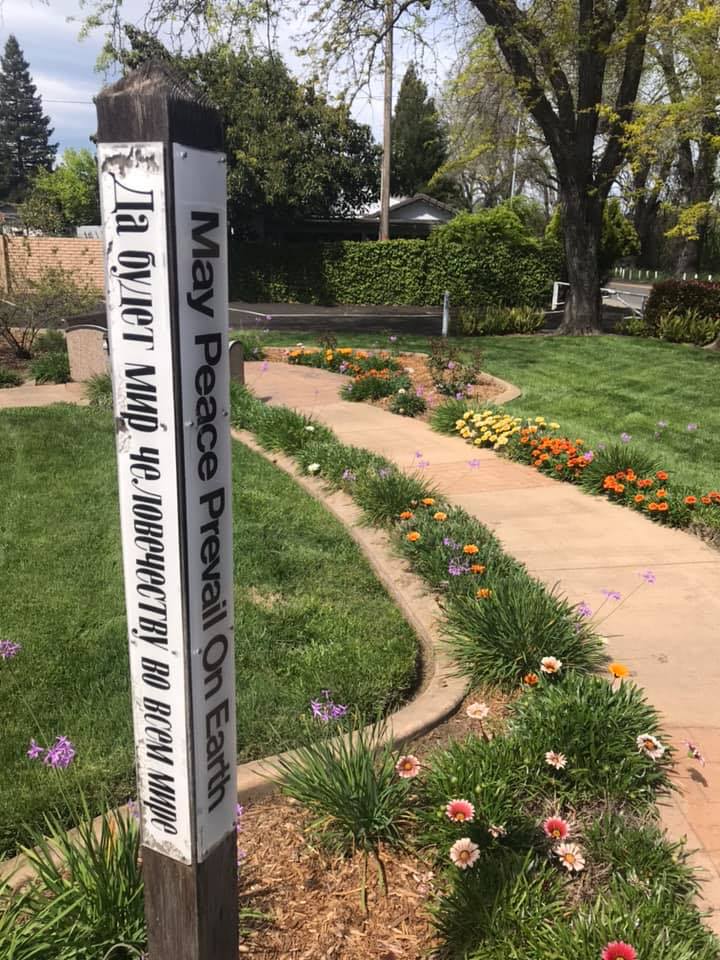 Да будет мир человечеству во всем мире
May Peace Prevail On Earth